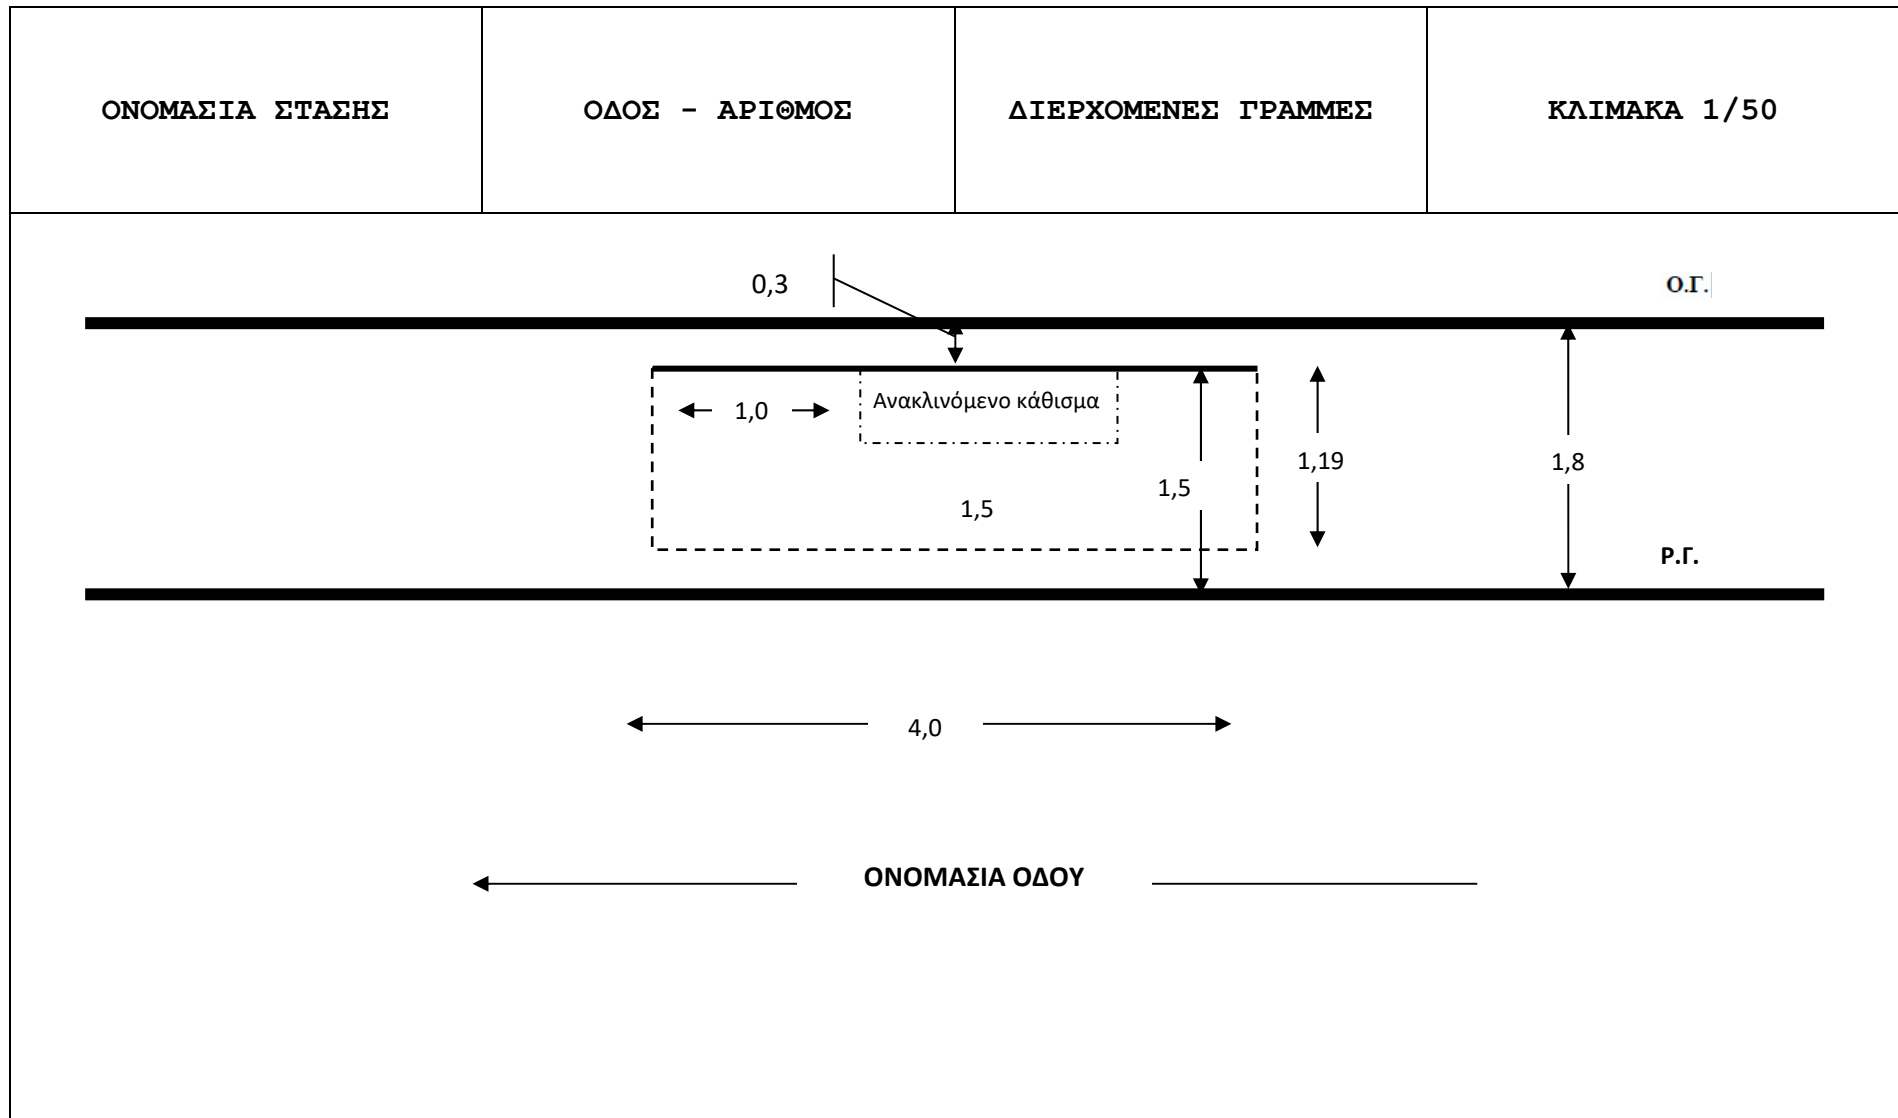 ΟΝΟΜΑΣΙΑ ΣΤΑΣΗΣ
ΟΔΟΣ - ΑΡΙΘΜΟΣ
ΔΙΕΡΧΟΜΕΝΕΣ ΓΡΑΜΜΕΣ
ΚΛΙΜΑΚΑ 1/50
0,3
Ο.Γ.
Ανακλινόμενο κάθισμα
1,0
1,19
1,8
1,5
1,5
Ρ.Γ.
4,0
ΟΝΟΜΑΣΙΑ ΟΔΟΥ